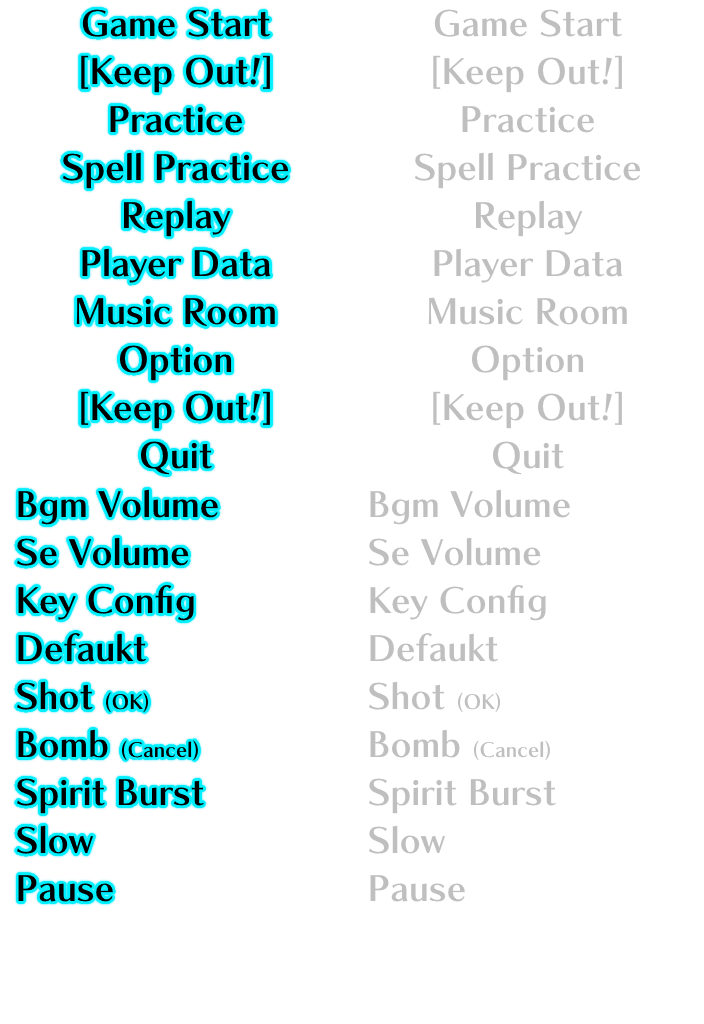 Game Start Game Start
[Keep Out!] [Keep Out!]
Practice Practice
Spell Practice Spell Practice
Replay Replay
Player Data Player Data
Music Room Music Room
Option Option
[Keep Out!] [Keep Out!]
Quit Quit
Bgm Volume Bgm Volume
Se Volume Se Volume
Key Config Key Config
Defaukt Defaukt
Shot (OK) Shot (OK)
Bomb (Cancel) Bomb (Cancel)
Spirit Burst Spirit Burst
Slow Slow
Pause Pause